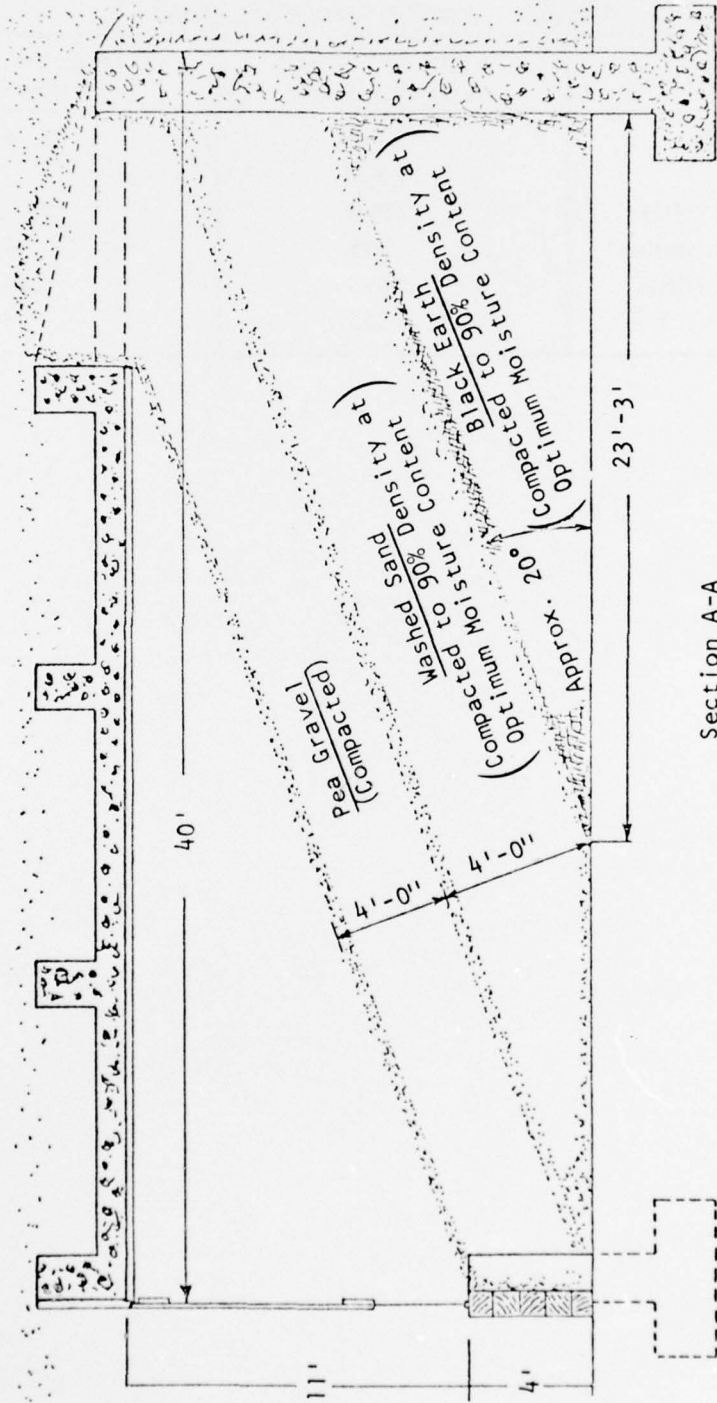 40'
11'
4'
Pea Gravel
(Compacted)
4'-0"
4'-0"
Washed Sand
(Compacted to 90% Density at
Optimum Moisture Content)
Black Earth
(Compacted to 90% Density at
Optimum Moisture Content)
Approx. 20°
23'-3'
Section A-A